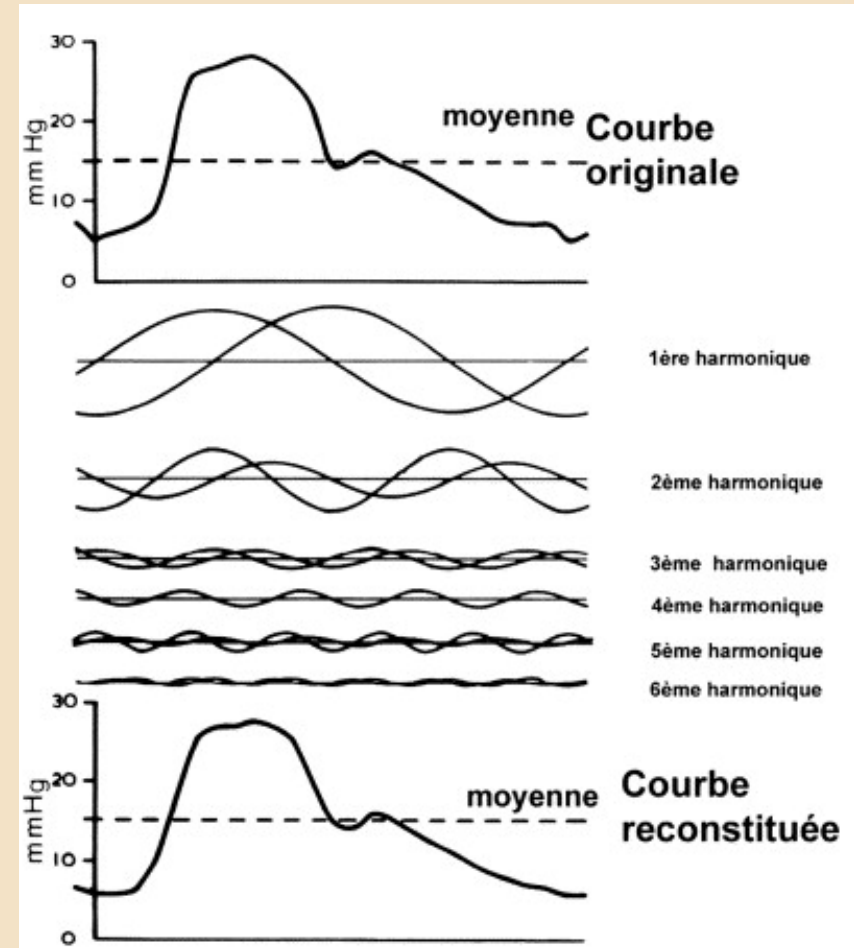 30
20
10
0
mm Hg
moyenne
Courbe
originale
1ère harmonique
2ème harmonique
3ème harmonique
4ème harmonique
5ème harmonique
6ème harmonique
30
20
10
0
mmHg
moyenne
Courbe
reconstituée